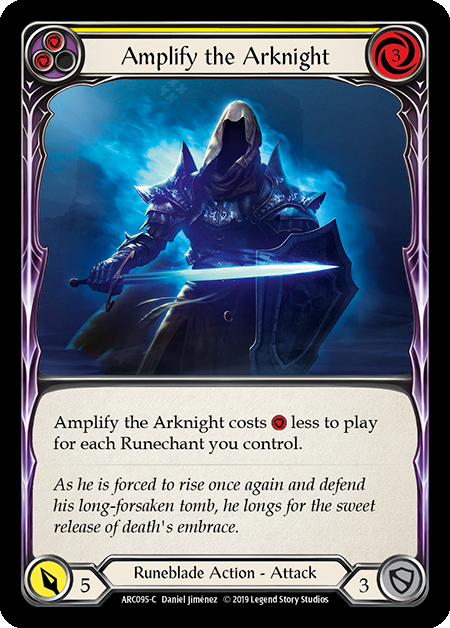 Amplify the Arknight
3
Amplify the Arknight costs less to play
for each Runechant you control.
As he is forced to rise once again and defend
his long-forsaken tomb, he longs for the sweet
release of death's embrace.
5
Runeblade Action - Attack
3
ARC095-C Daniel Jiménez © 2019 Legend Story Studios